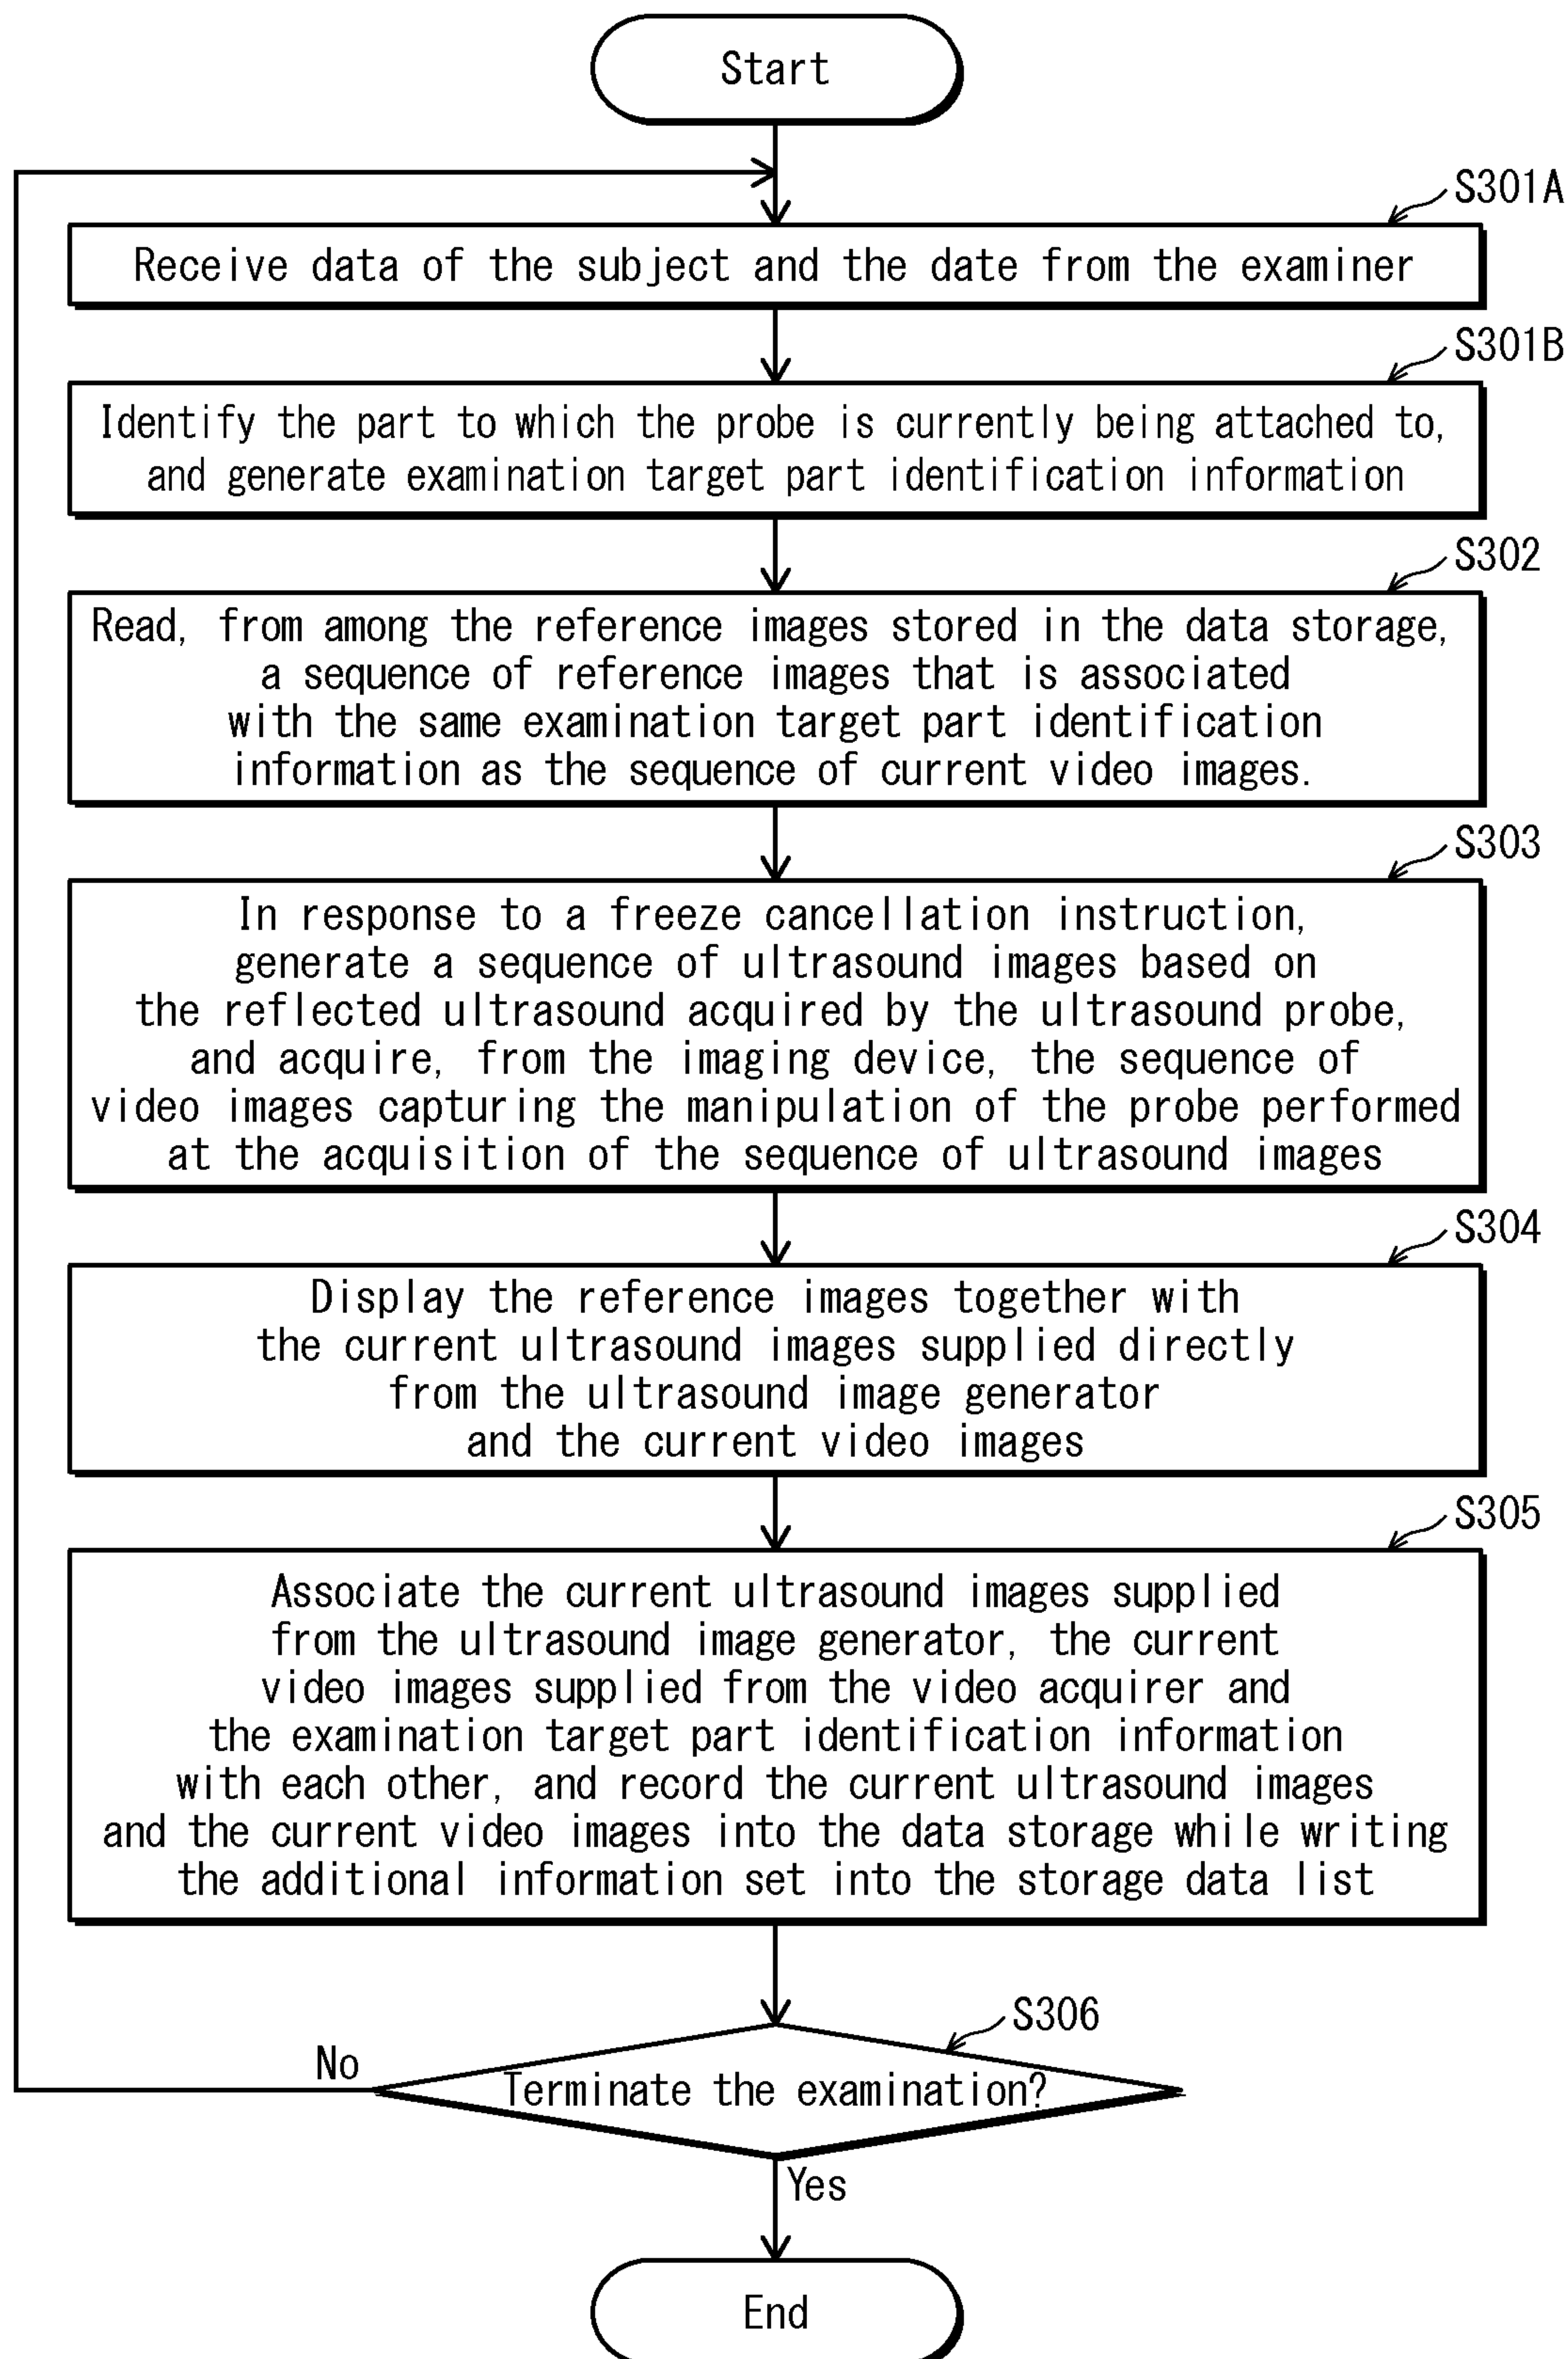 Start
S301A
Receive data of the subject and the date from the examiner
S301B
Identify the part to which the probe is currently being attached to,
and generate examination target part identification information
S302
Read, from among the reference images stored in the data storage,
a sequence of reference images that is associated
with the same examination target part identification
information as the sequence of current video images.
S303
In response to a freeze cancellation instruction,
generate a sequence of ultrasound images based on
the reflected ultrasound acquired by the ultrasound probe,
and acquire, from the imaging device, the sequence of
video images capturing the manipulation of the probe performed
at the acquisition of the sequence of ultrasound images
S304
Display the reference images together with
the current ultrasound images supplied directly
from the ultrasound image generator
and the current video images
S305
Associate the current ultrasound images supplied
from the ultrasound image generator, the current
video images supplied from the video acquirer and
the examination target part identification information
with each other, and record the current ultrasound images
and the current video images into the data storage while writing
the additional information set into the storage data list
S306
No
Terminate the examination?
Yes
End